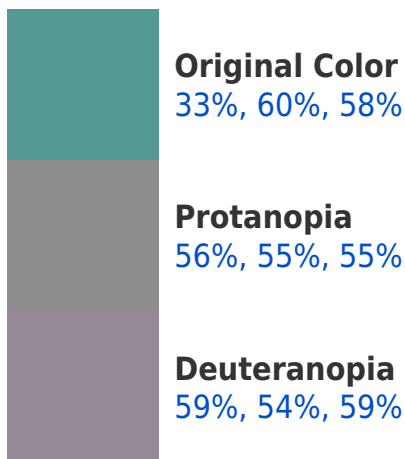 Original Color
33%, 60%, 58%
Protanopia
56%, 55%, 55%
Deuteranopia
59%, 54%, 59%